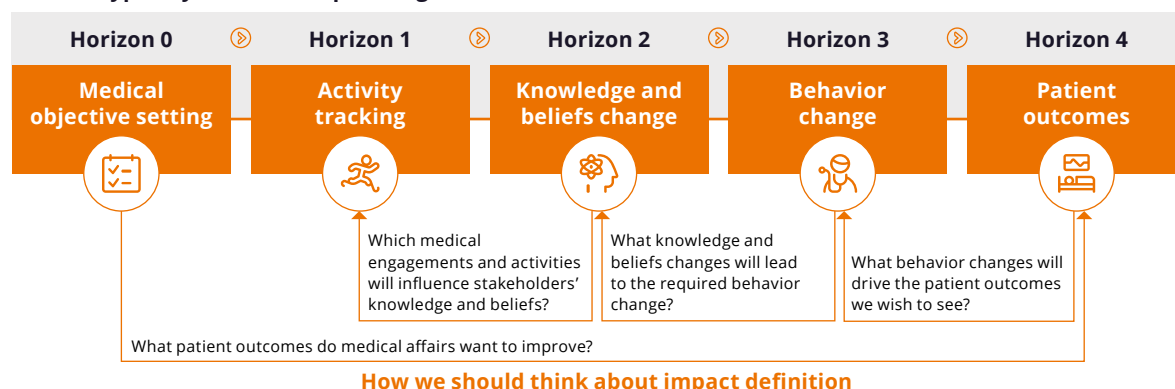 Horizon 0
Horizon 1
Horizon 2
Horizon 3
Horizon 4
Medical
objective setting
Activity
tracking
Knowledge and
beliefs change
Behavior
change
Patient
outcomes
Which medical
engagements and activities
will influence stakeholders’
knowledge and beliefs?
What knowledge and
beliefs changes will lead
to the required behavior
change?
What behavior changes will
drive the patient outcomes
we wish to see?
What patient outcomes do medical affairs want to improve?
How we should think about impact definition